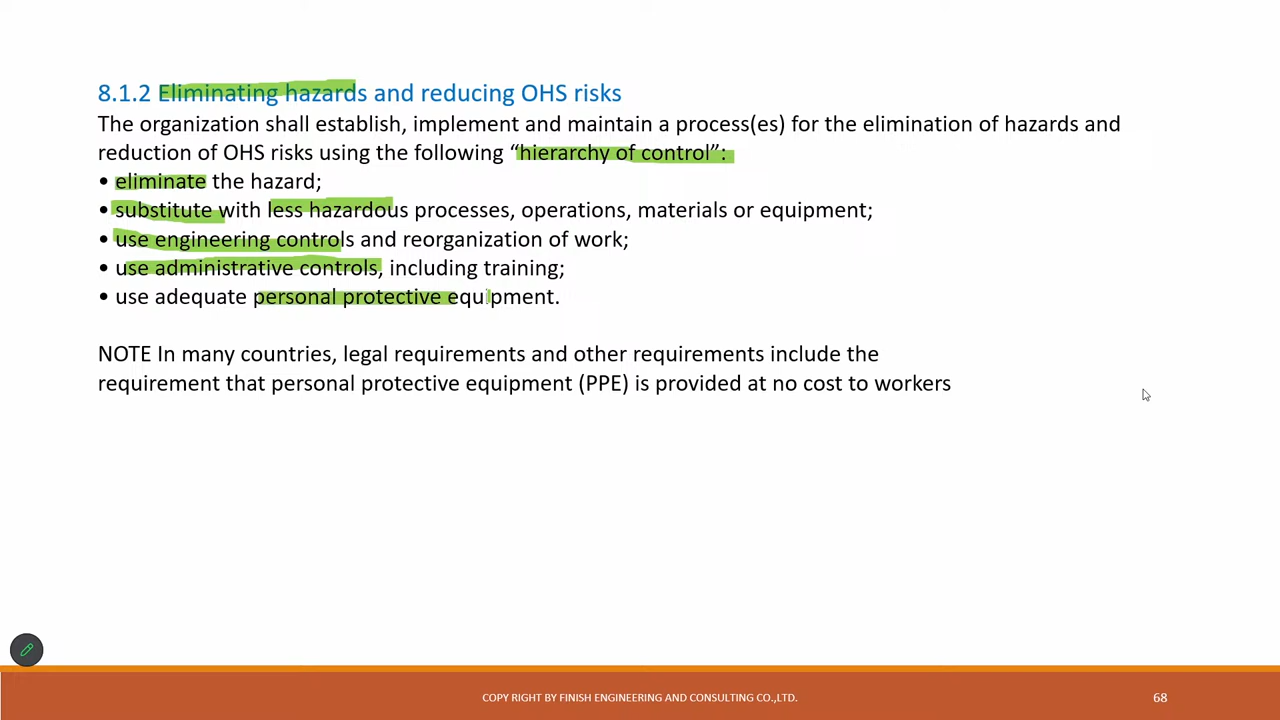 8.1.2 Eliminating hazards and reducing OHS risks
The organization shall establish, implement and maintain a process(es) for the elimination of hazards and
reduction of OHS risks using the following “hierarchy of control”:
• eliminate the hazard;
• substitute with less hazardous processes, operations, materials or equipment;
• use engineering controls and reorganization of work;
• use administrative controls, including training;
• use adequate personal protective equipment.
NOTE In many countries, legal requirements and other requirements include the
requirement that personal protective equipment (PPE) is provided at no cost to workers
COPY RIGHT BY FINISH ENGINEERING AND CONSULTING CO.,LTD.
68